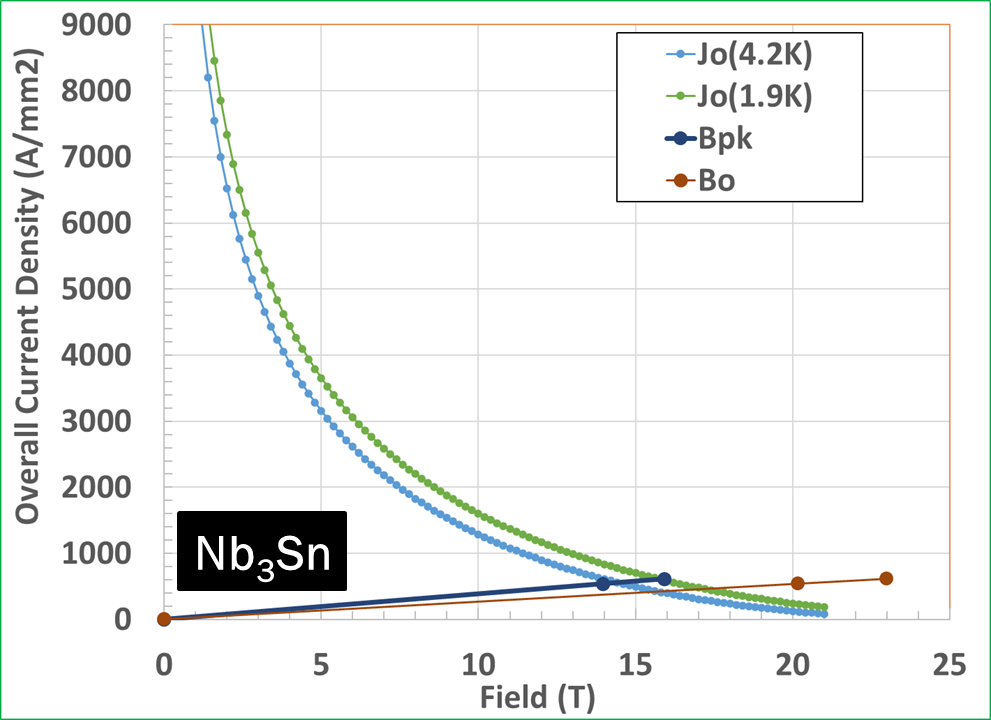 9000
8000
7000
6000
5000
4000
3000
2000
1000
0
Overall Current Density (A/mm2)
Jo(4.2K)
Jo(1.9K)
Bpk
Bo
Nb₃Sn
0 5 10 15 20 25
Field (T)